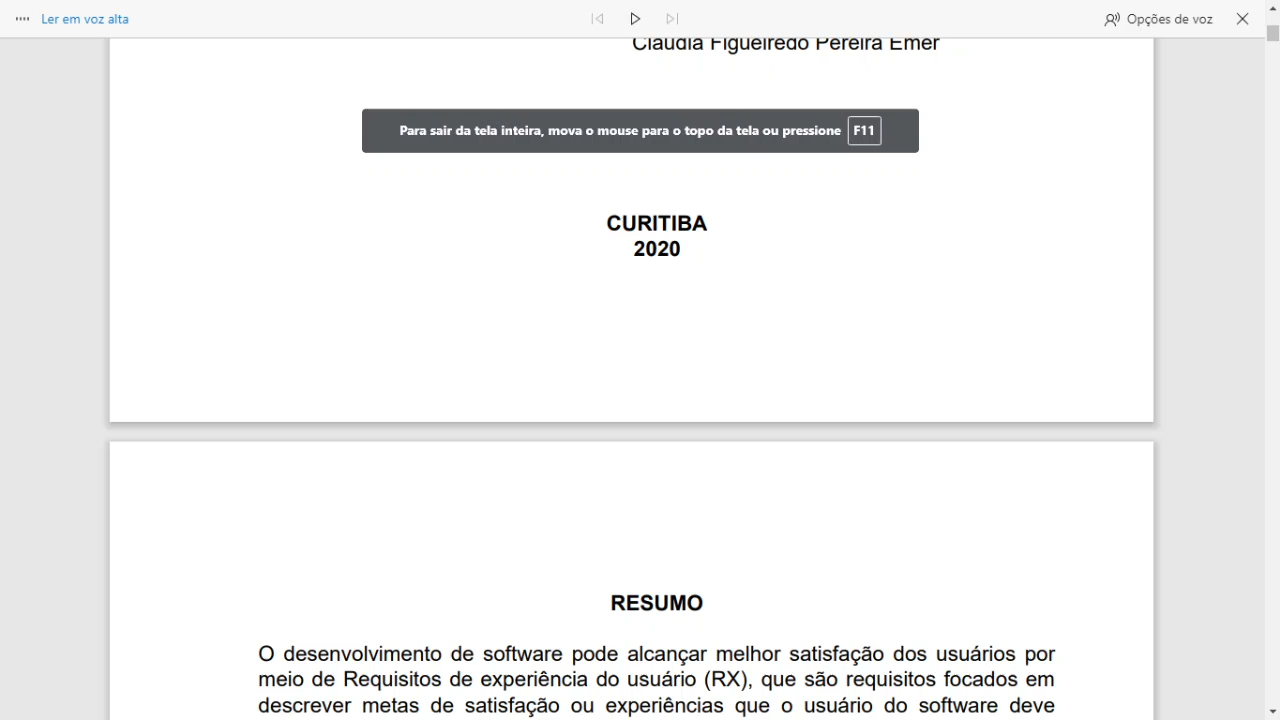 Ler em voz alta
Opções de voz
Claudia Figueiredo Pereira Emer
Para sair da tela inteira, mova o mouse para o topo da tela ou pressione F11
CURITIBA
2020
RESUMO
O desenvolvimento de software pode alcançar melhor satisfação dos usuários por
meio de Requisitos de experiência do usuário (RX), que são requisitos focados em
descrever metas de satisfação ou experiências que o usuário do software deve